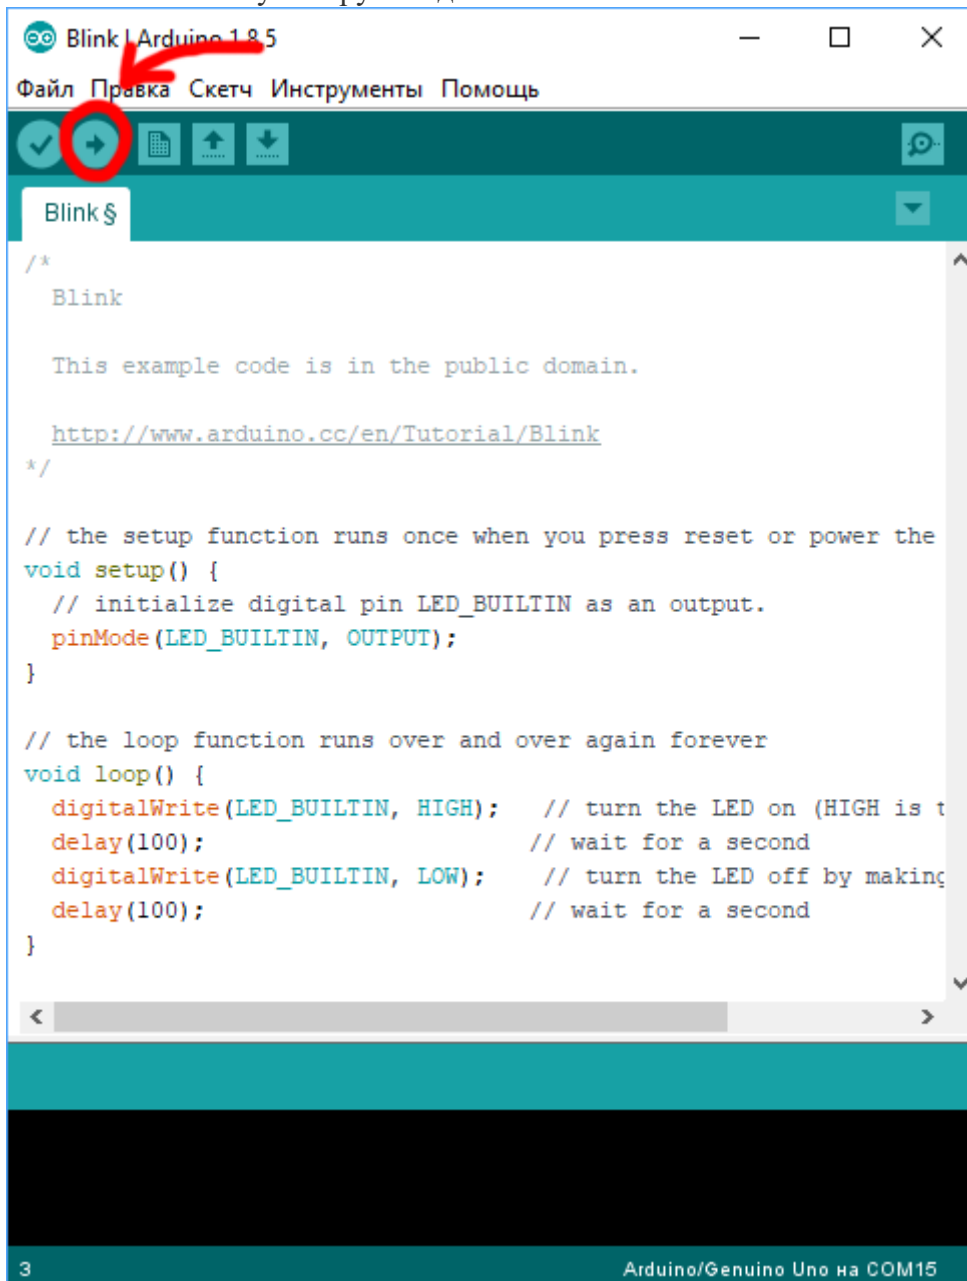 Blink | Arduino 1.8.5
Файл Правка Скетч Инструменты Помощь
Blink §
/*
Blink
This example code is in the public domain.
http://www.arduino.cc/en/Tutorial/Blink
*/
// the setup function runs once when you press reset or power the
void setup() {
// initialize digital pin LED_BUILTIN as an output.
pinMode(LED_BUILTIN, OUTPUT);
}
// the loop function runs over and over again forever
void loop() {
digitalWrite(LED_BUILTIN, HIGH); // turn the LED on (HIGH is t
delay(100); // wait for a second
digitalWrite(LED_BUILTIN, LOW); // turn the LED off by making
delay(100); // wait for a second
}
3 Arduino/Genuino Uno на COM15